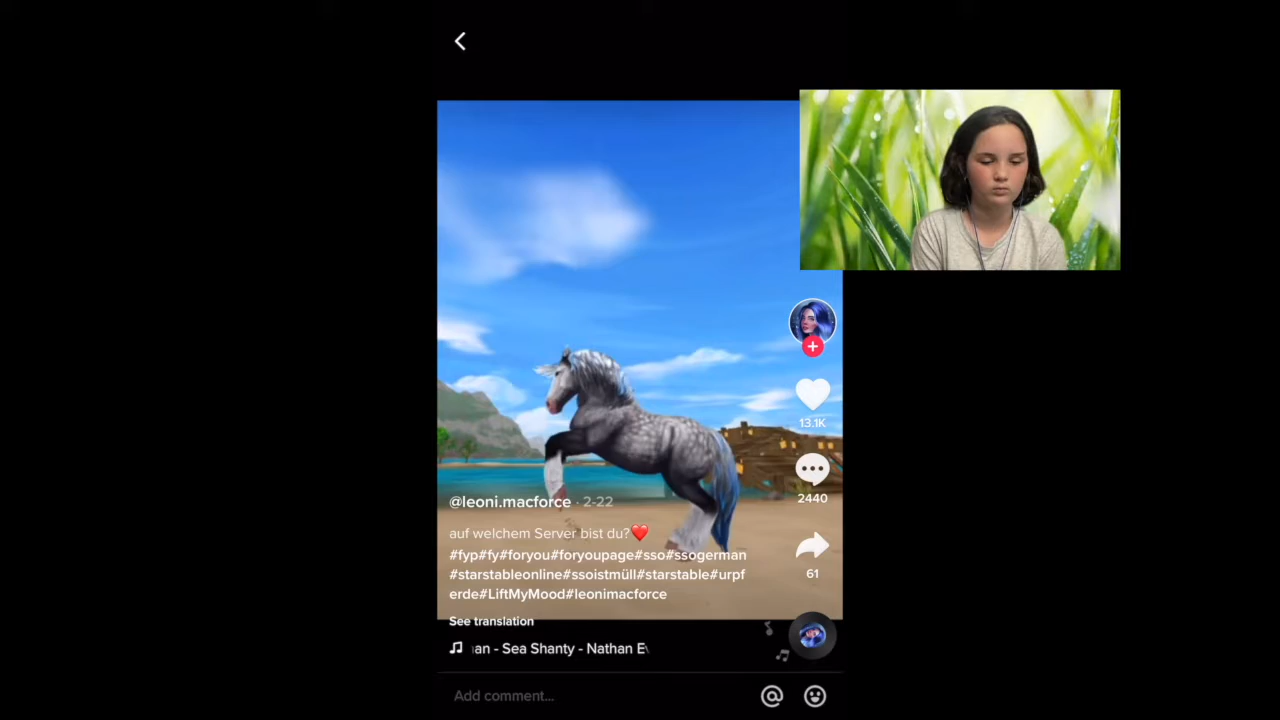 13.1K
2440
@leoni.macforce · 2-22
auf welchem Server bist du?❤️
#fyp#fy#foryou#foryoupage#sso#ssogerman
#starstableonline#ssoistmüll#starstable#urpf
erde#LiftMyMood#leonimacforce
61
See translation
an - Sea Shanty - Nathan E
Add comment...